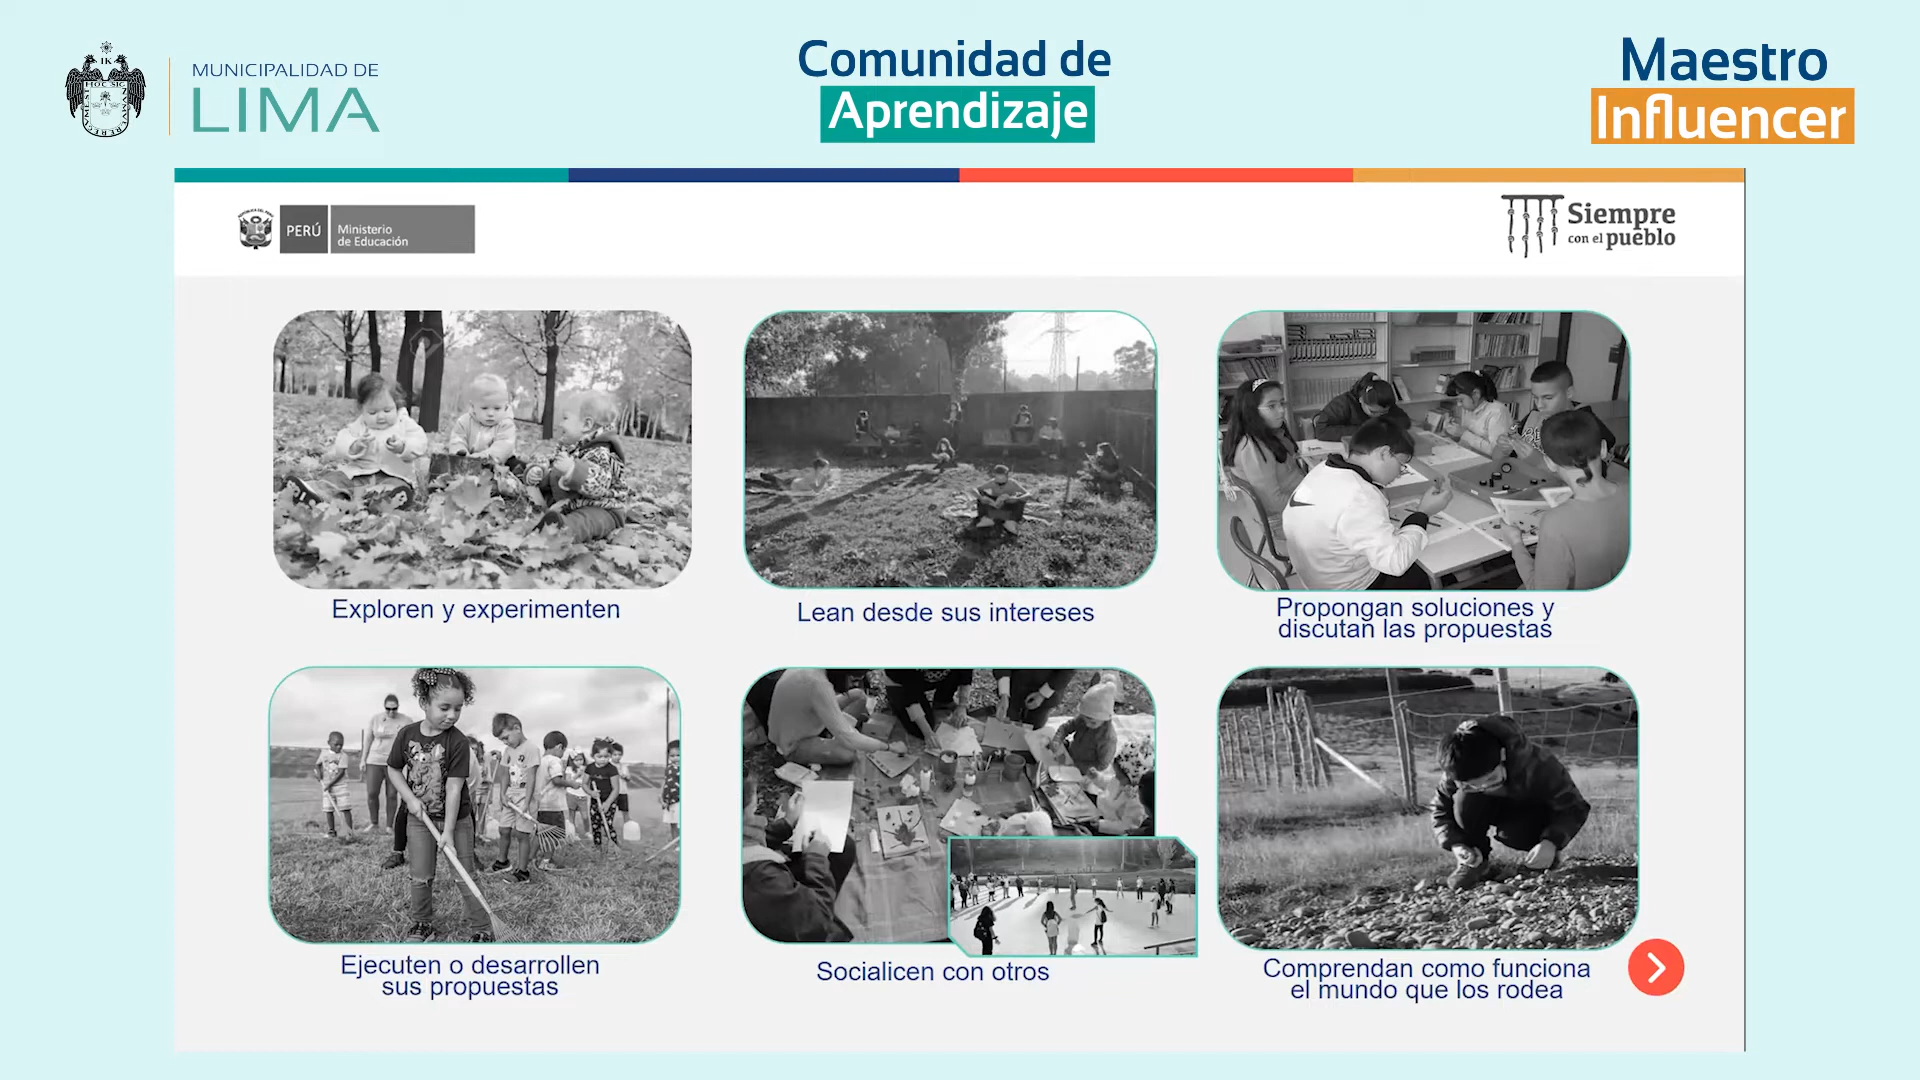 MUNICIPALIDAD DE
LIMA
Comunidad de
Aprendizaje
Maestro
Influencer
PERÚ
Ministerio
de Educación
Siempre
con el pueblo
Exploren y experimenten
Lean desde sus intereses
Propongan soluciones y
discutan las propuestas
Ejecuten o desarrollen
sus propuestas
Socialicen con otros
Comprendan como funciona
el mundo que los rodea